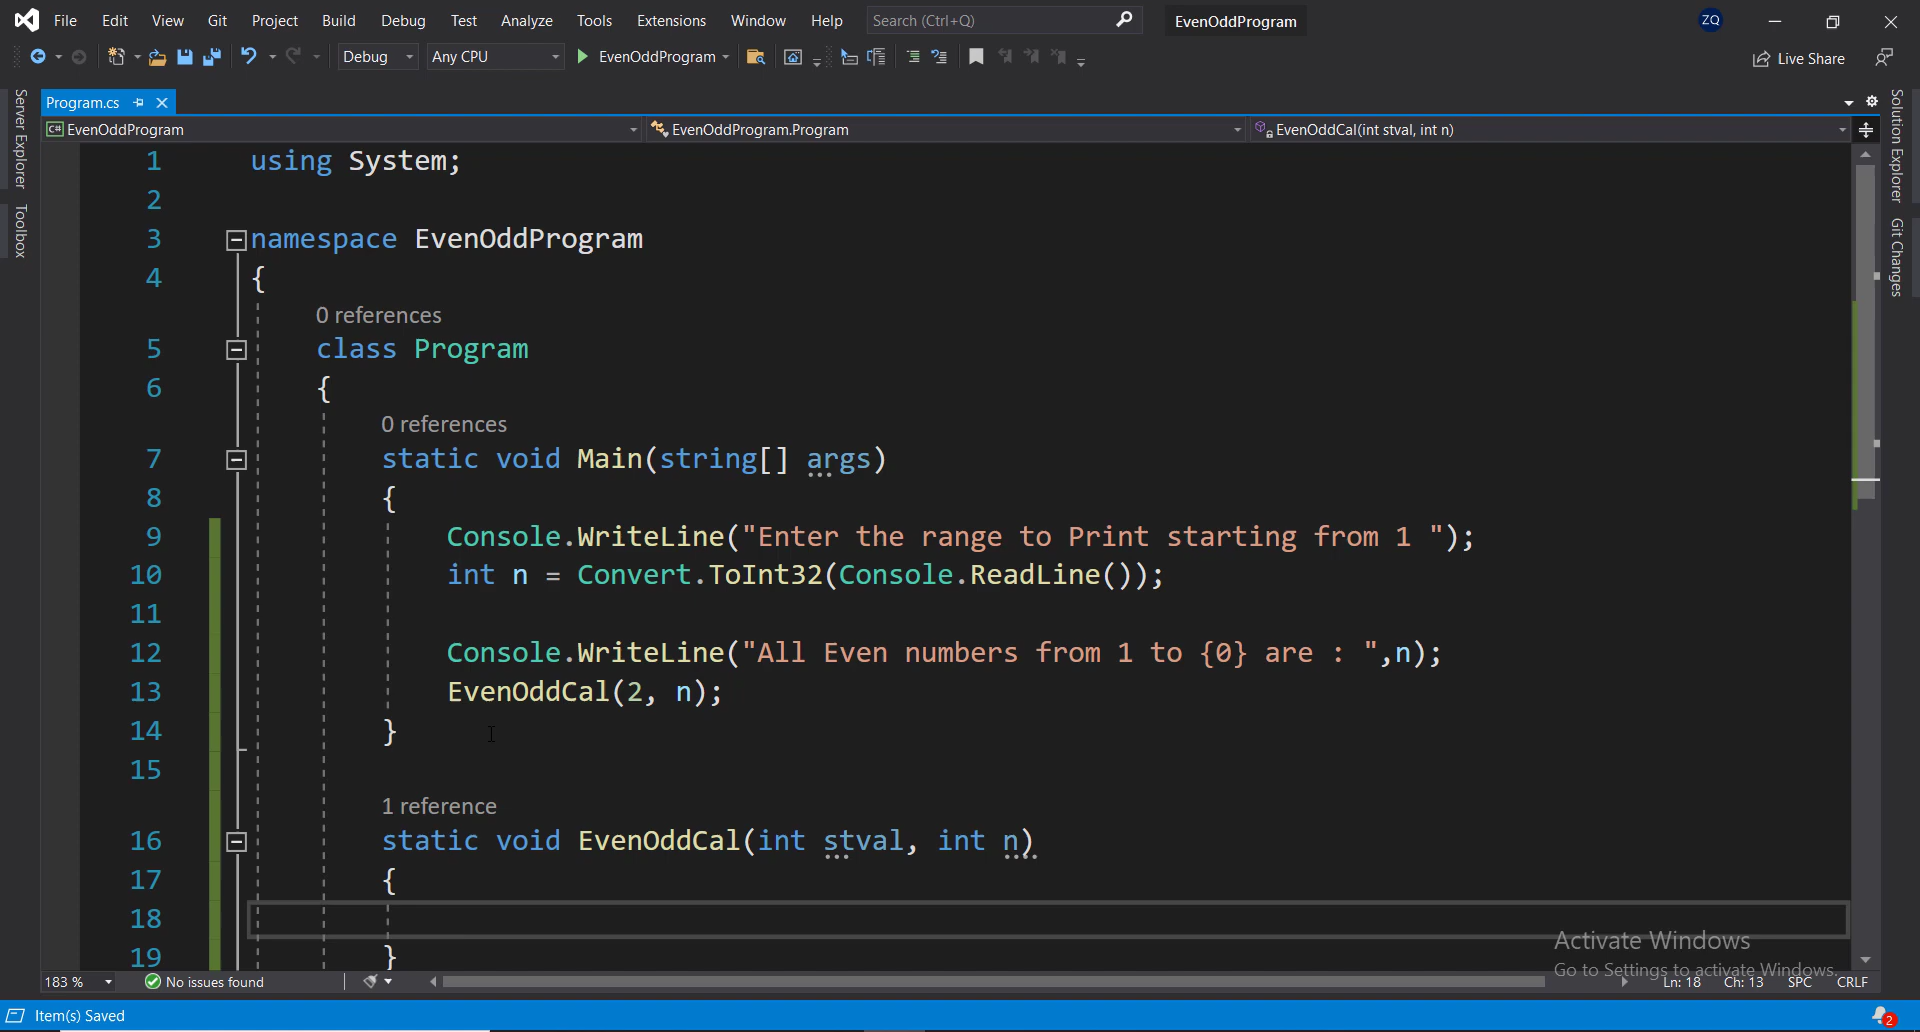 File Edit View Git Project Build Debug Test Analyze Tools Extensions Window Help Search (Ctrl+Q) EvenOddProgram ZQ
Debug Any CPU EvenOddProgram Live Share
Server Explorer
Toolbox
Program.cs
C# EvenOddProgram EvenOddProgram.Program EvenOddCal(int stval, int n)
1 using System;
2
3 namespace EvenOddProgram
4 {
0 references
5 class Program
6 {
0 references
7 static void Main(string[] args)
8 {
9 Console.WriteLine("Enter the range to Print starting from 1 ");
10 int n = Convert.ToInt32(Console.ReadLine());
11
12 Console.WriteLine("All Even numbers from 1 to {0} are : ",n);
13 EvenOddCal(2, n);
14 }
15
1 reference
16 static void EvenOddCal(int stval, int n)
17 {
18
19 }
Solution Explorer
Git Changes
Activate Windows
Go to Settings to activate Windows.
183 % No issues found Ln: 18 Ch: 13 SPC CRLF
Item(s) Saved 2